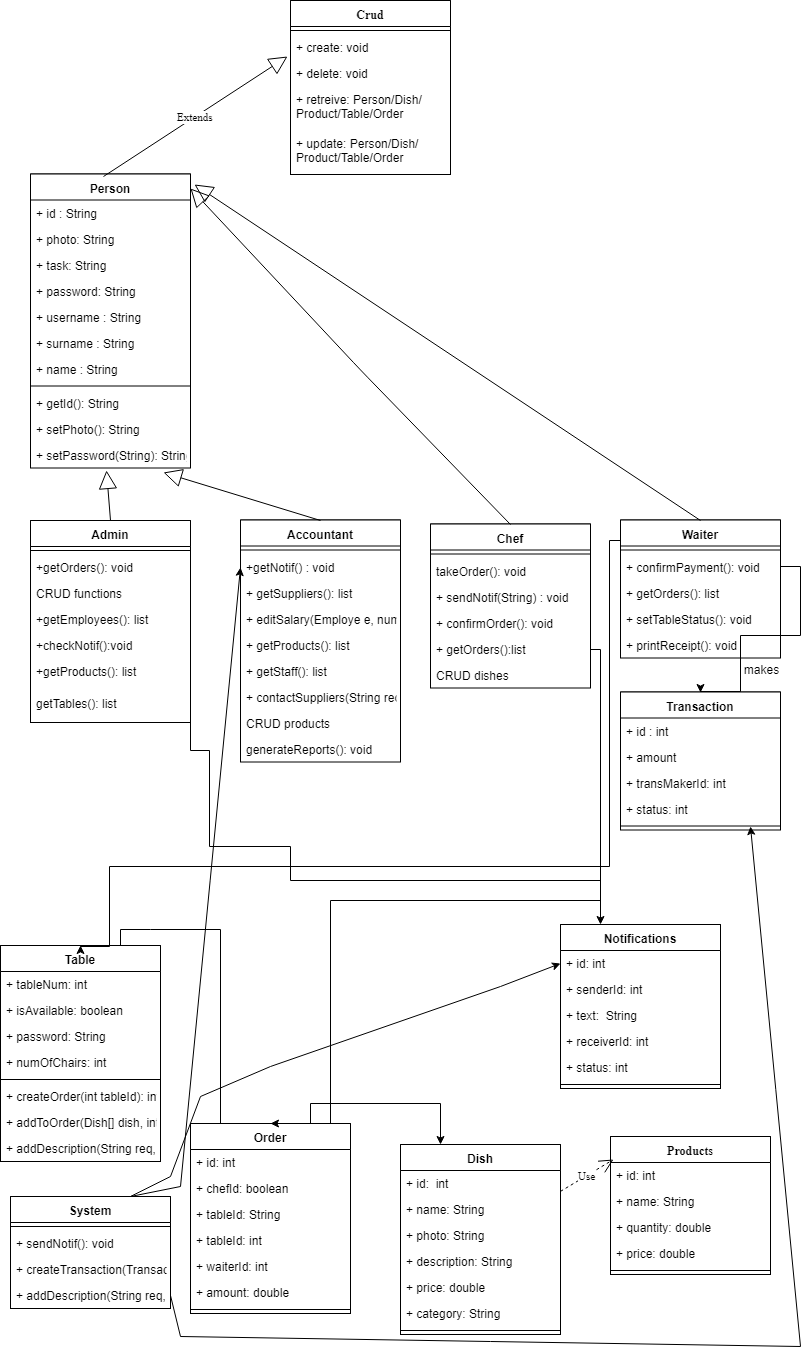 Crud
+ create: void
+ delete: void
+ retreive: Person/Dish/
Product/Table/Order
+ update: Person/Dish/
Product/Table/Order
Extends
Person
+ id : String
+ photo: String
+ task: String
+ password: String
+ username : String
+ surname : String
+ name : String
+ getId(): String
+ setPhoto(): String
+ setPassword(String): Strin
Admin
+getOrders(): void
CRUD functions
+getEmployees(): list
+checkNotif():void
+getProducts(): list
getTables(): list
Accountant
+getNotif() : void
+ getSuppliers(): list
+ editSalary(Employe e, num
+ getProducts(): list
+ getStaff(): list
+ contactSuppliers(String req
CRUD products
generateReports(): void
Chef
takeOrder(): void
+ sendNotif(String) : void
+ confirmOrder(): void
+ getOrders():list
CRUD dishes
Waiter
+ confirmPayment(): void
+ getOrders(): list
+ setTableStatus(): void
+ printReceipt(): void
makes
Transaction
+ id : int
+ amount
+ transMakerId: int
+ status: int
Notifications
+ id: int
+ senderId: int
+ text:  String
+ receiverId: int
+ status: int
Table
+ tableNum: int
+ isAvailable: boolean
+ password: String
+ numOfChairs: int
+ createOrder(int tableId): in
+ addToOrder(Dish[] dish, in
+ addDescription(String req,
System
+ sendNotif(): void
+ createTransaction(Transac
+ addDescription(String req,
Order
+ id: int
+ chefId: boolean
+ tableId: String
+ tableId: int
+ waiterId: int
+ amount: double
Dish
+ id:  int
+ name: String
+ photo: String
+ description: String
+ price: double
+ category: String
Use
Products
+ id: int
+ name: String
+ quantity: double
+ price: double